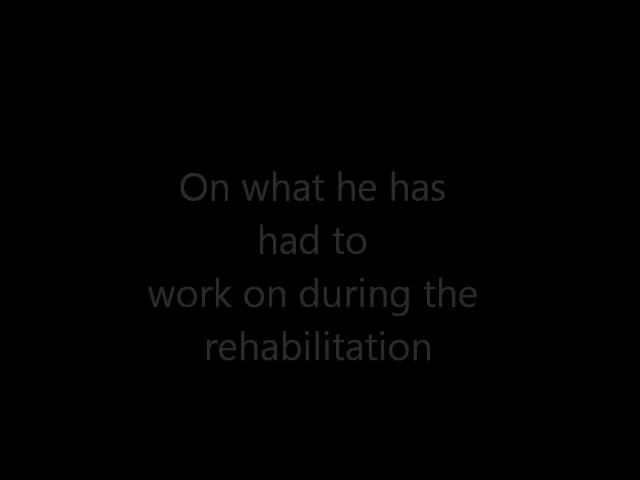 On what he has
had to
work on during the
rehabilitation